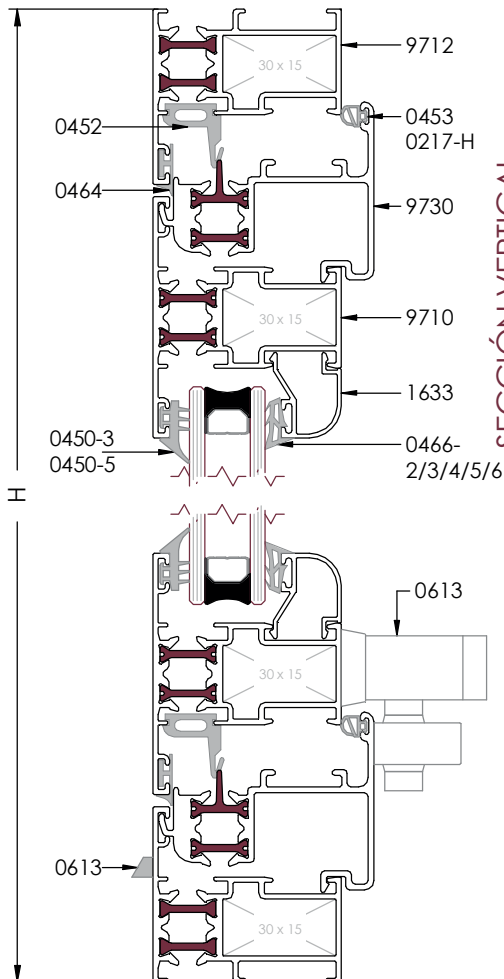 9712
30 x 15
0453
0217-H
0452
0464
9730
SECCIÓN VERTICAL
9710
30 x 15
1633
0450-3
0450-5
0466-
2/3/4/5/6
H
0613
30 x 15
0613
30 x 15